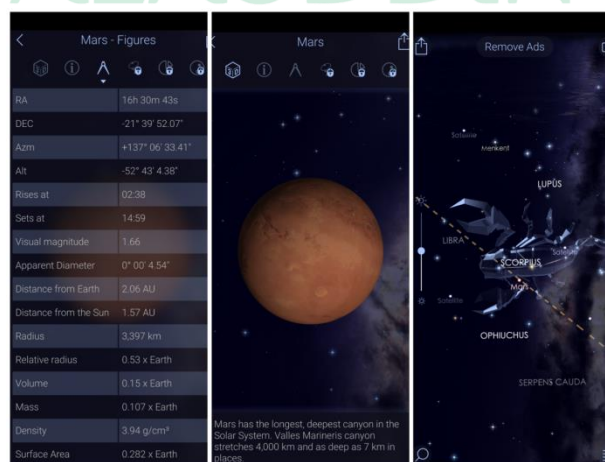 Mars - Figures
RA 16h 30m 43s
DEC -21° 39' 52.07"
Azm +137° 06' 33.41"
Alt -52° 43' 4.38"
Rises at 02:38
Sets at 14:59
Visual magnitude 1.66
Apparent Diameter 0° 00' 4.54"
Distance from Earth 2.06 AU
Distance from the Sun 1.57 AU
Radius 3,397 km
Relative radius 0.53 x Earth
Volume 0.15 x Earth
Mass 0.107 x Earth
Density 3.94 g/cm³
Surface Area 0.282 x Earth
Mars
3D
Mars has the longest, deepest canyon in the
Solar System. Valles Marineris canyon
stretches 4,000 km and as deep as 7 km in
places.
Remove Ads
Satellite
Menkent
LUPUS
LIBRA
Satellite
SCORPIUS
Mars
Satellite
OPHIUCHUS
SERPENS CAUDA